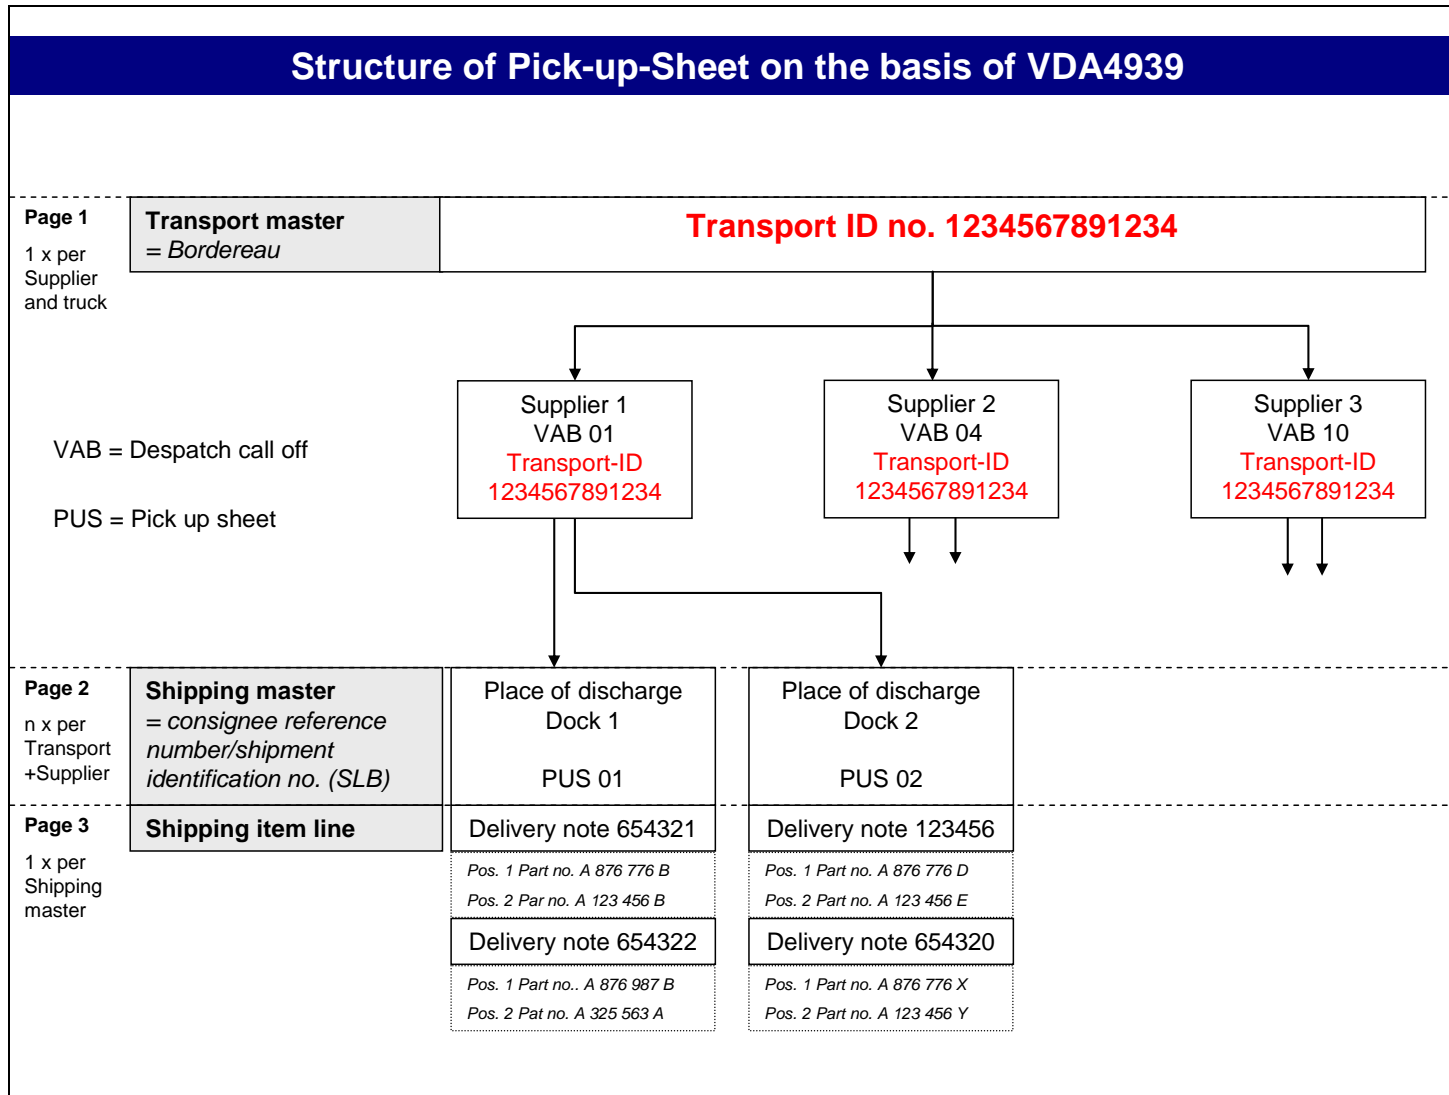 Structure of Pick-up-Sheet on the basis of VDA4939
Page 1
1 x per
Supplier
and truck
Transport master
= Bordereau
Transport ID no. 1234567891234
Supplier 1
VAB 01
Transport-ID
1234567891234
Supplier 2
VAB 04
Transport-ID
1234567891234
Supplier 3
VAB 10
Transport-ID
1234567891234
VAB = Despatch call off
PUS = Pick up sheet
Page 2
n x per
Transport
+Supplier
Shipping master
= consignee reference
number/shipment
identification no. (SLB)
Place of discharge
Dock 1
PUS 01
Place of discharge
Dock 2
PUS 02
Page 3
1 x per
Shipping
master
Shipping item line
Delivery note 654321
Pos. 1 Part no. A 876 776 B
Pos. 2 Par no. A 123 456 B
Delivery note 654322
Pos. 1 Part no.. A 876 987 B
Pos. 2 Pat no. A 325 563 A
Delivery note 123456
Pos. 1 Part no. A 876 776 D
Pos. 2 Part no. A 123 456 E
Delivery note 654320
Pos. 1 Part no. A 876 776 X
Pos. 2 Part no. A 123 456 Y